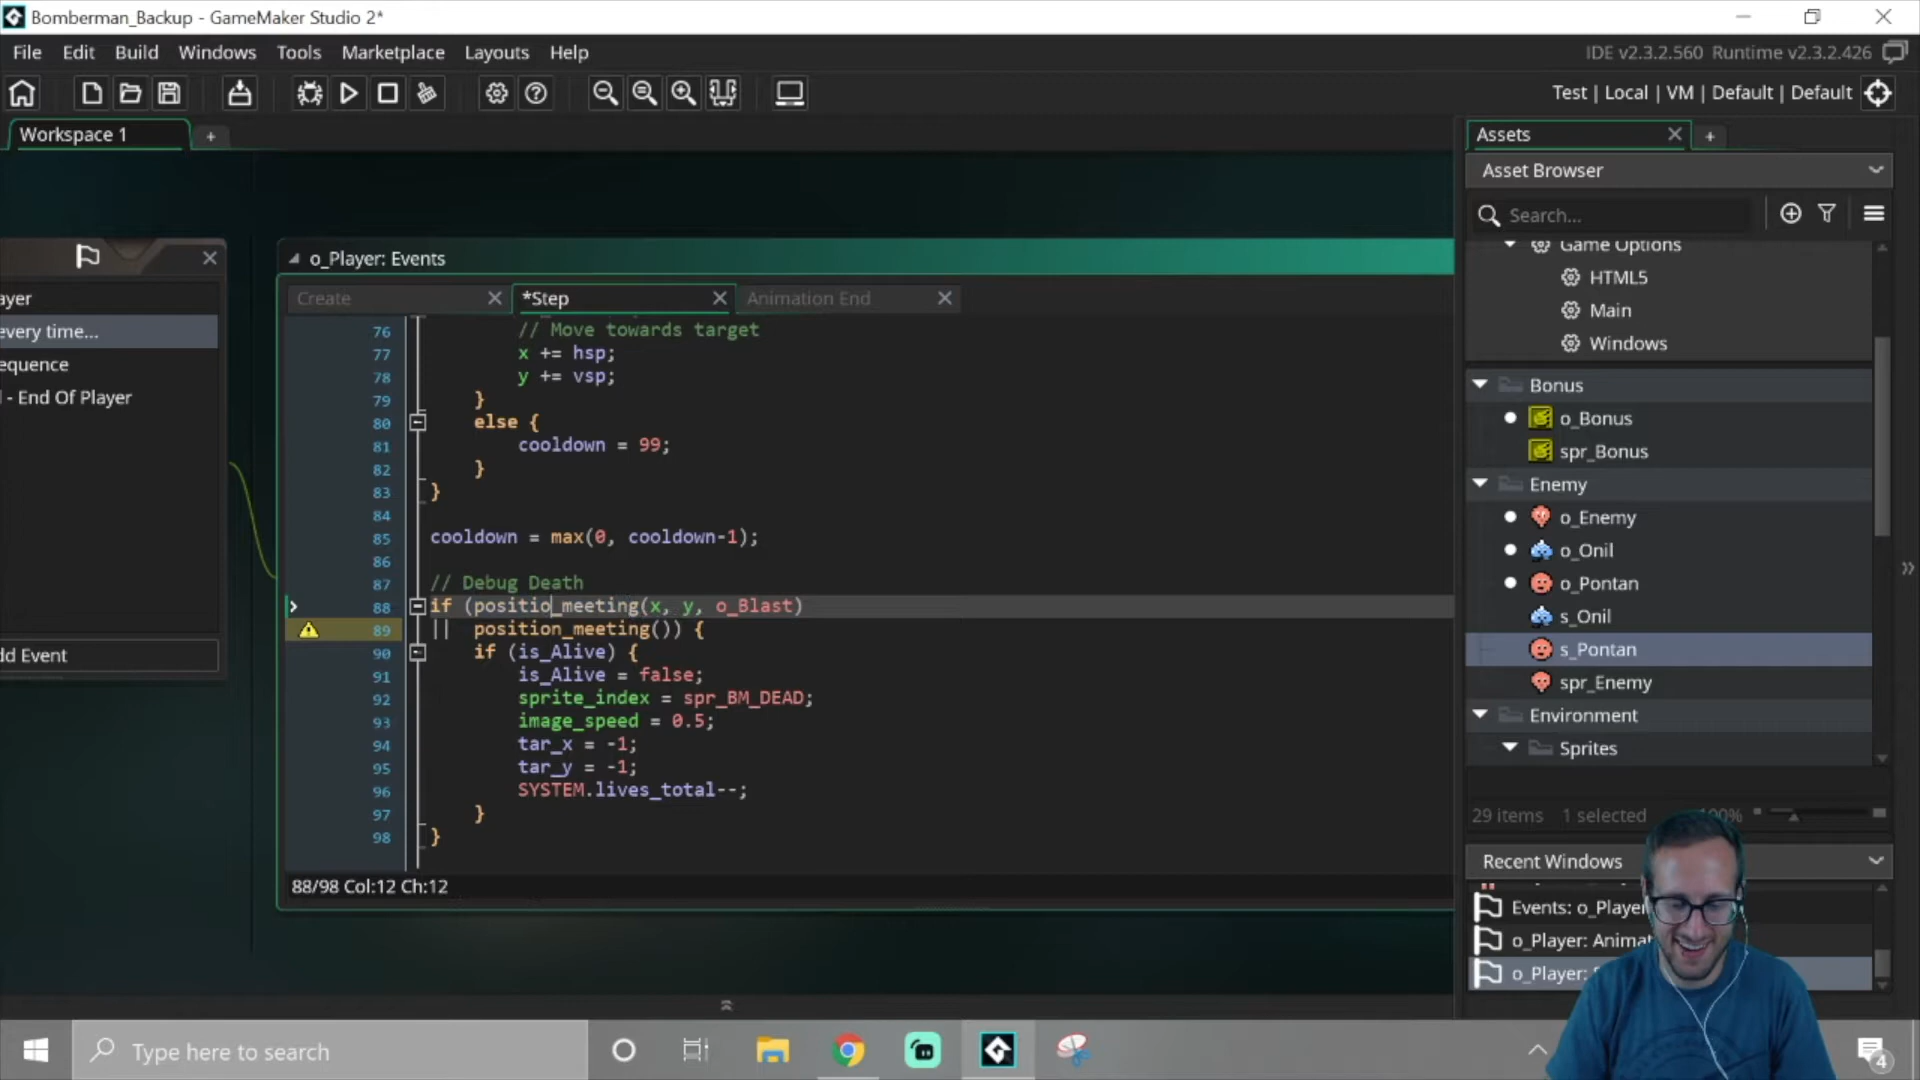 Bomberman_Backup - GameMaker Studio 2*
File Edit Build Windows Tools Marketplace Layouts Help
IDE v2.3.2.560 Runtime v2.3.2.426
Test | Local | VM | Default | Default
Workspace 1
+
Assets
+
Asset Browser
Search...
Game Options
HTML5
Main
Windows
Bonus
o_Bonus
spr_Bonus
Enemy
o_Enemy
o_Onil
o_Pontan
s_Onil
s_Pontan
spr_Enemy
Environment
Sprites
29 items 1 selected 100%
Recent Windows
Events: o_Player
o_Player: Animat
o_Player:
ayer
every time...
equence
- End Of Player
dd Event
o_Player: Events
Create
*Step
Animation End
76 // Move towards target
77 x += hsp;
78 y += vsp;
79 }
80 else {
81 cooldown = 99;
82 }
83 }
84
85 cooldown = max(0, cooldown-1);
86
87 // Debug Death
88 if (positio_meeting(x, y, o_Blast)
89 || position_meeting()) {
90 if (is_Alive) {
91 is_Alive = false;
92 sprite_index = spr_BM_DEAD;
93 image_speed = 0.5;
94 tar_x = -1;
95 tar_y = -1;
96 SYSTEM.lives_total--;
97 }
98 }
88/98 Col:12 Ch:12
Type here to search
4